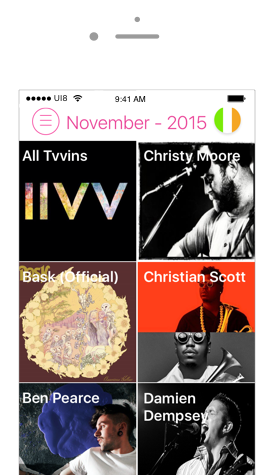 UI8 9:41 AM
November - 2015
All Tvvins
Christy Moore
IIVV
Bask (Official)
Christian Scott
Ben Pearce
Damien
Dempsey